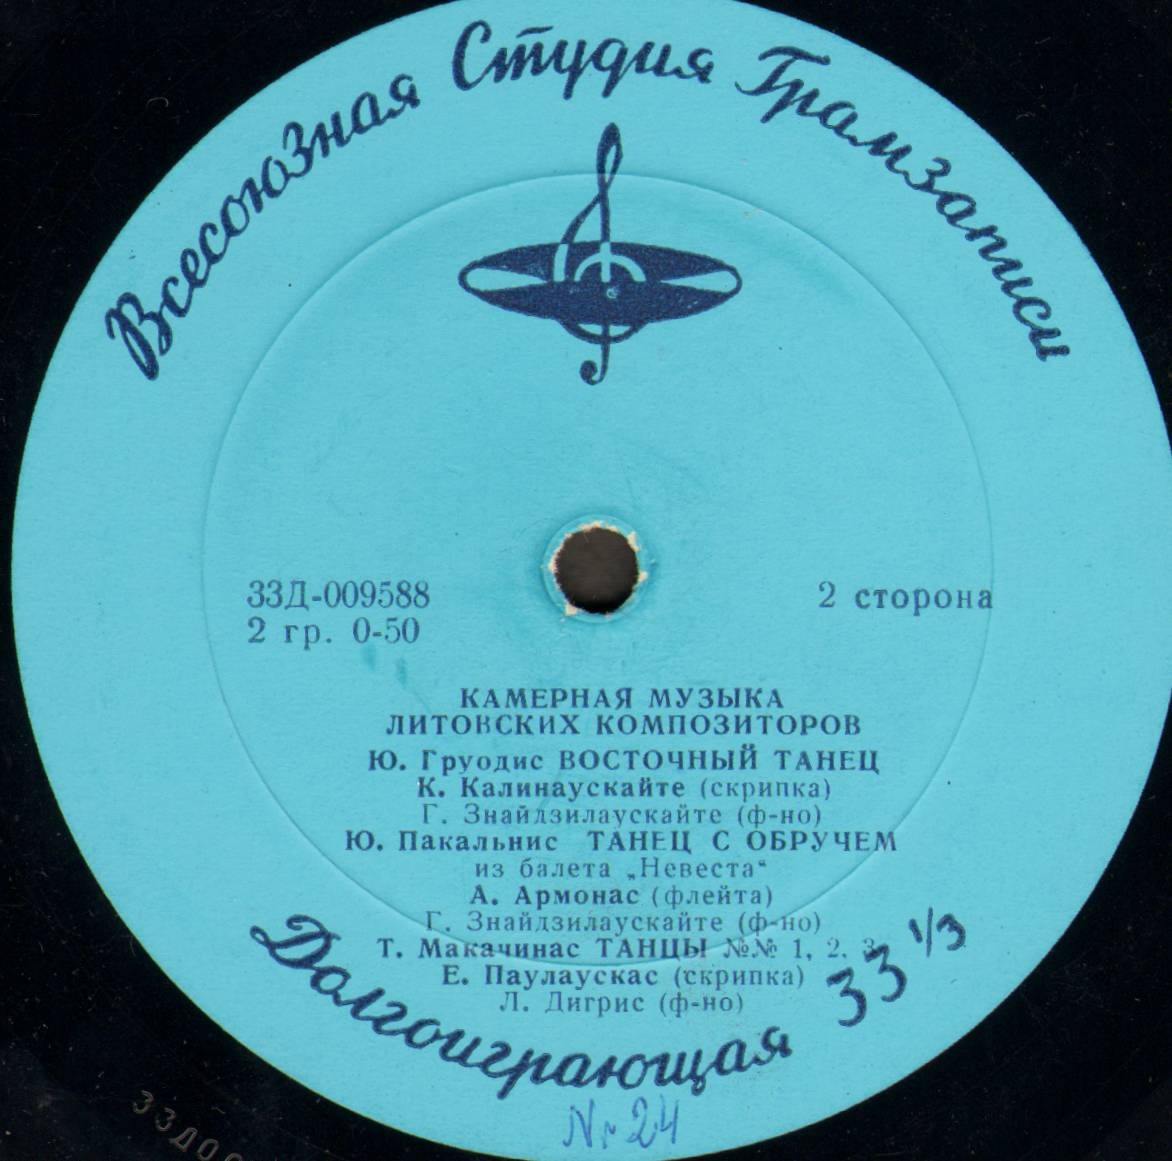 Всесоюзная Студия Грамзаписи
33Д-009588
2 гр. 0-50
2 сторона
КАМЕРНАЯ МУЗЫКА
ЛИТОВСКИХ КОМПОЗИТОРОВ
Ю. Груодис ВОСТОЧНЫЙ ТАНЕЦ
К. Калинаускайте (скрипка)
Г. Знайдзилаускайте (ф-но)
Ю. Пакальнис ТАНЕЦ С ОБРУЧЕМ
из балета „Невеста“
А. Армонас (флейта)
Г. Знайдзилаускайте (ф-но)
Т. Макачинас ТАНЦЫ №№ 1, 2, 3
Е. Паулаускас (скрипка)
Л. Дигрис (ф-но)
Долгоиграющая 33 1/3
Nr 24